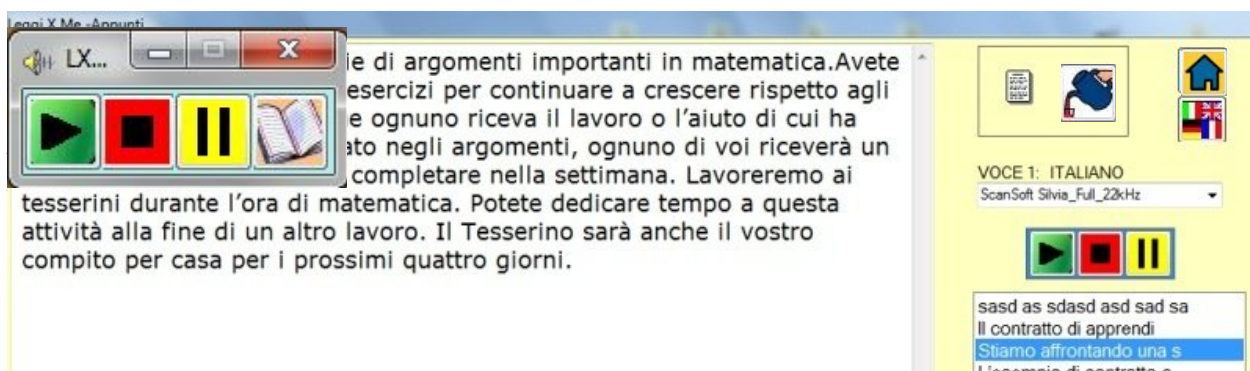 Leggi X Me -Appunti
LX...
ie di argomenti importanti in matematica.Avete
esercizi per continuare a crescere rispetto agli
e ognuno riceva il lavoro o l'aiuto di cui ha
ato negli argomenti, ognuno di voi riceverà un
completare nella settimana. Lavoreremo ai
tesserini durante l'ora di matematica. Potete dedicare tempo a questa
attività alla fine di un altro lavoro. Il Tesserino sarà anche il vostro
compito per casa per i prossimi quattro giorni.
VOCE 1: ITALIANO
ScanSoft Silvia_Full_22kHz
sasd as sdasd asd sad sa
Il contratto di apprendi
Stiamo affrontando una s